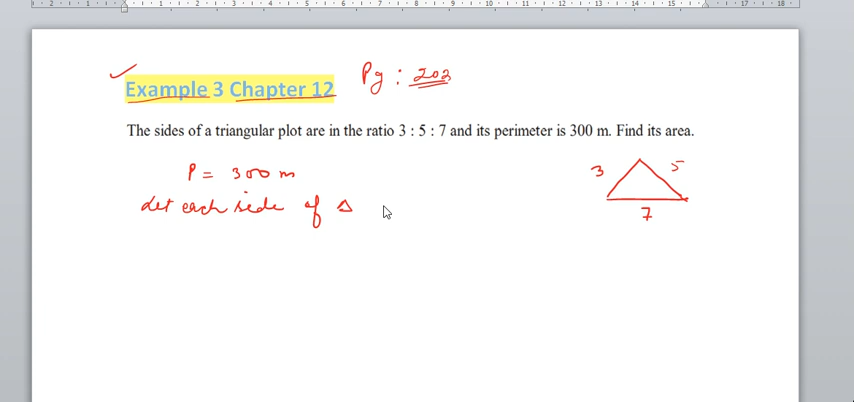 Example 3 Chapter 12 Pg : 202
The sides of a triangular plot are in the ratio 3 : 5 : 7 and its perimeter is 300 m. Find its area.
P = 300 m
3 5
Let each side of Δ
7